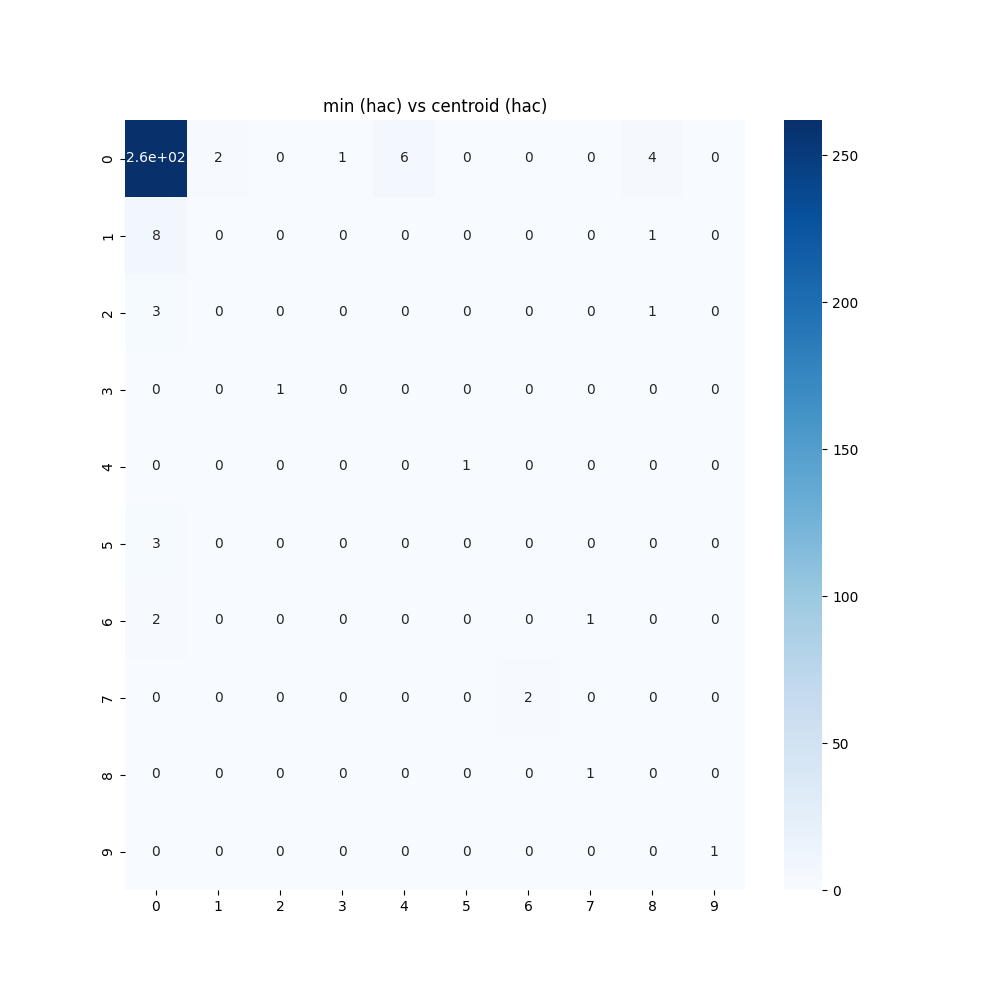 min (hac) vs centroid (hac)
0 2.6e+02 2 0 1 6 0 0 0 4 0
1 8 0 0 0 0 0 0 0 1 0
2 3 0 0 0 0 0 0 0 1 0
3 0 0 1 0 0 0 0 0 0 0
4 0 0 0 0 0 1 0 0 0 0
5 3 0 0 0 0 0 0 0 0 0
6 2 0 0 0 0 0 0 1 0 0
7 0 0 0 0 0 0 2 0 0 0
8 0 0 0 0 0 0 0 1 0 0
9 0 0 0 0 0 0 0 0 0 1
0 1 2 3 4 5 6 7 8 9
250
200
150
100
50
0